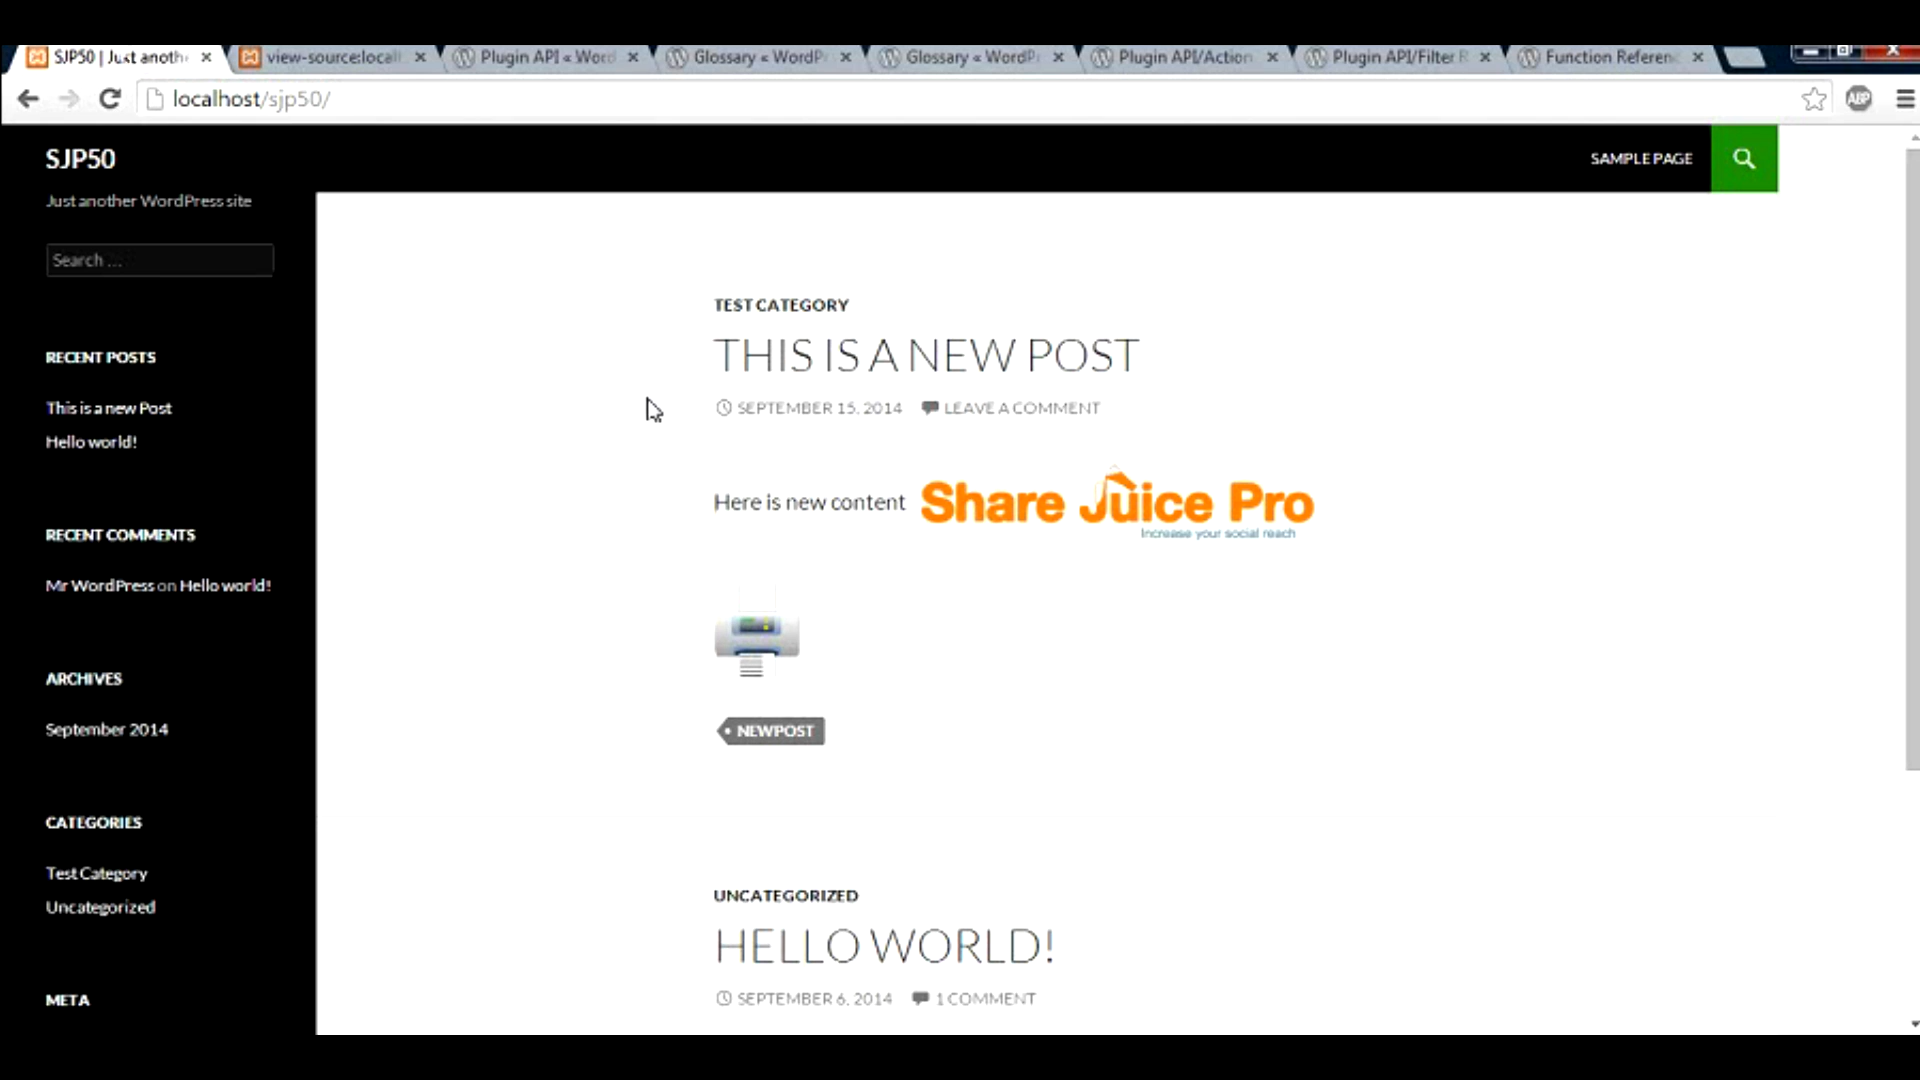 SJP50 | Just anoth
view-source:local
Plugin API « Word
Glossary « WordP
Glossary « WordP
Plugin API/Action
Plugin API/Filter R
Function Referenc
localhost/sjp50/
ABP
SJP50
SAMPLE PAGE
Just another WordPress site
Search ...
RECENT POSTS
This is a new Post
Hello world!
RECENT COMMENTS
Mr WordPress on Hello world!
ARCHIVES
September 2014
CATEGORIES
Test Category
Uncategorized
META
TEST CATEGORY
THIS IS A NEW POST
SEPTEMBER 15, 2014 LEAVE A COMMENT
Here is new content Share Juice Pro
Increase your social reach
NEWPOST
UNCATEGORIZED
HELLO WORLD!
SEPTEMBER 6, 2014 1 COMMENT